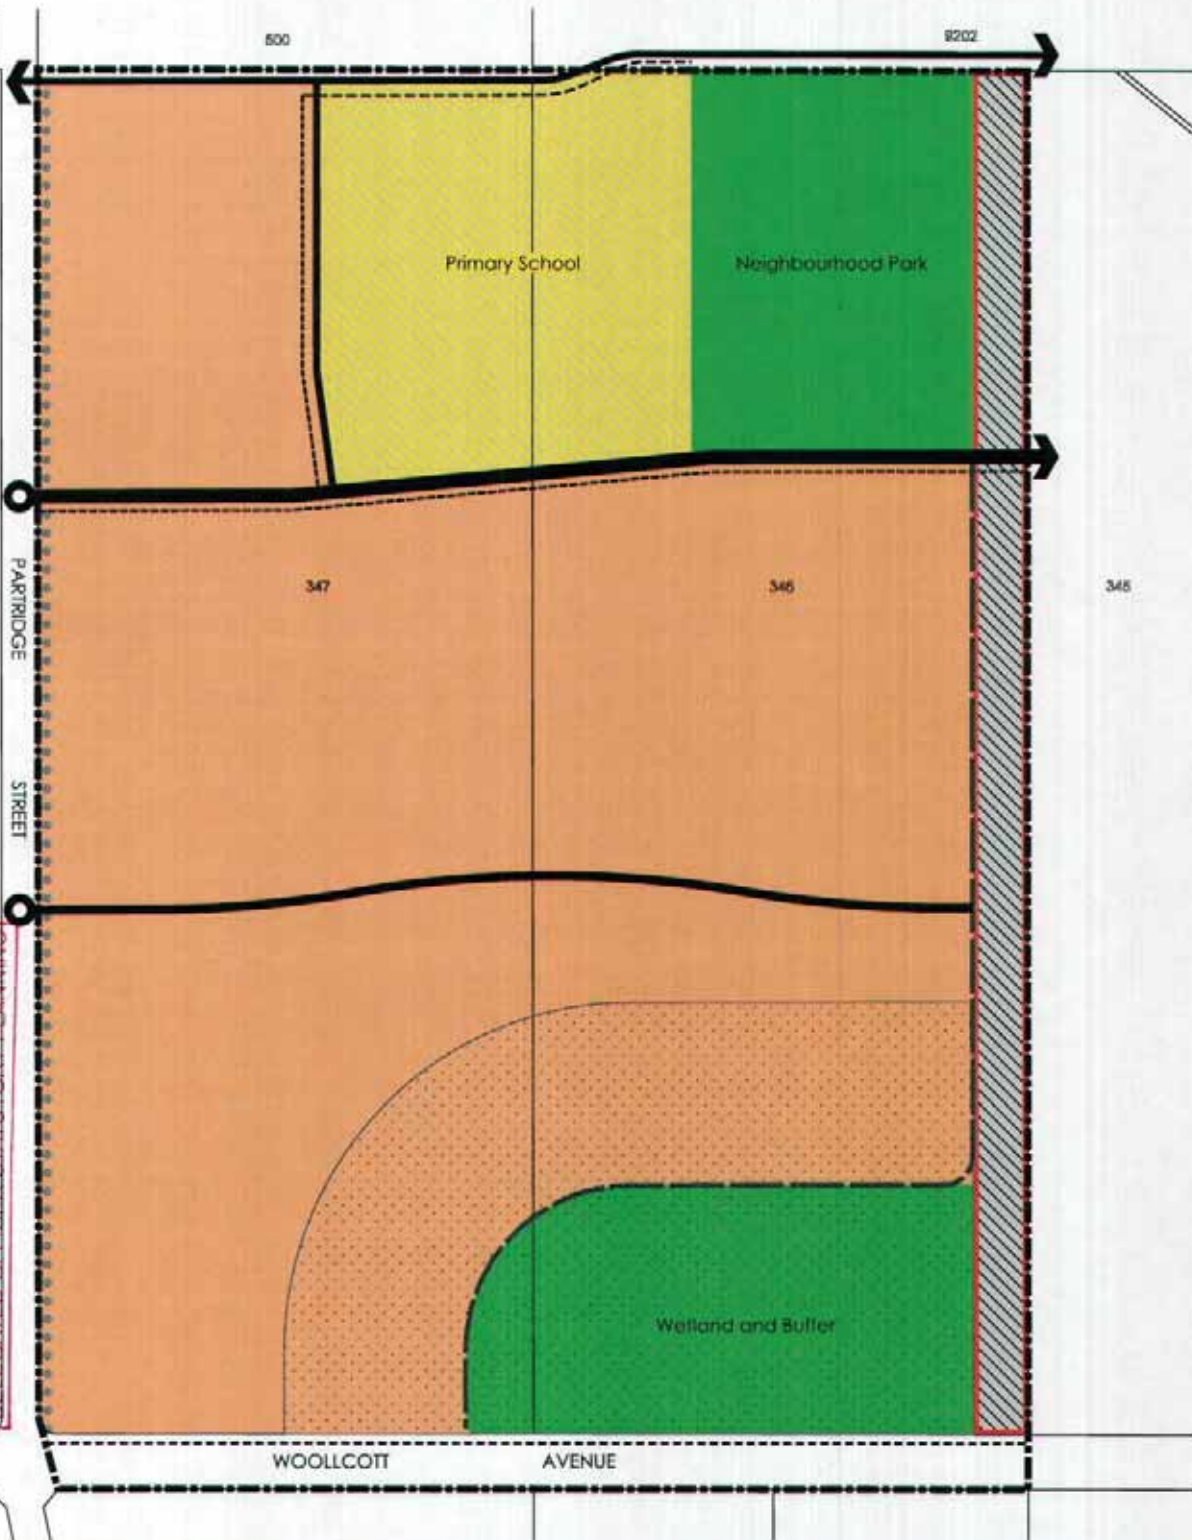 500
9202
Primary School
Neighbourhood Park
347
346
345
PARTRIDGE STREET
Wetland and Buffer
WOOLLCOTT AVENUE